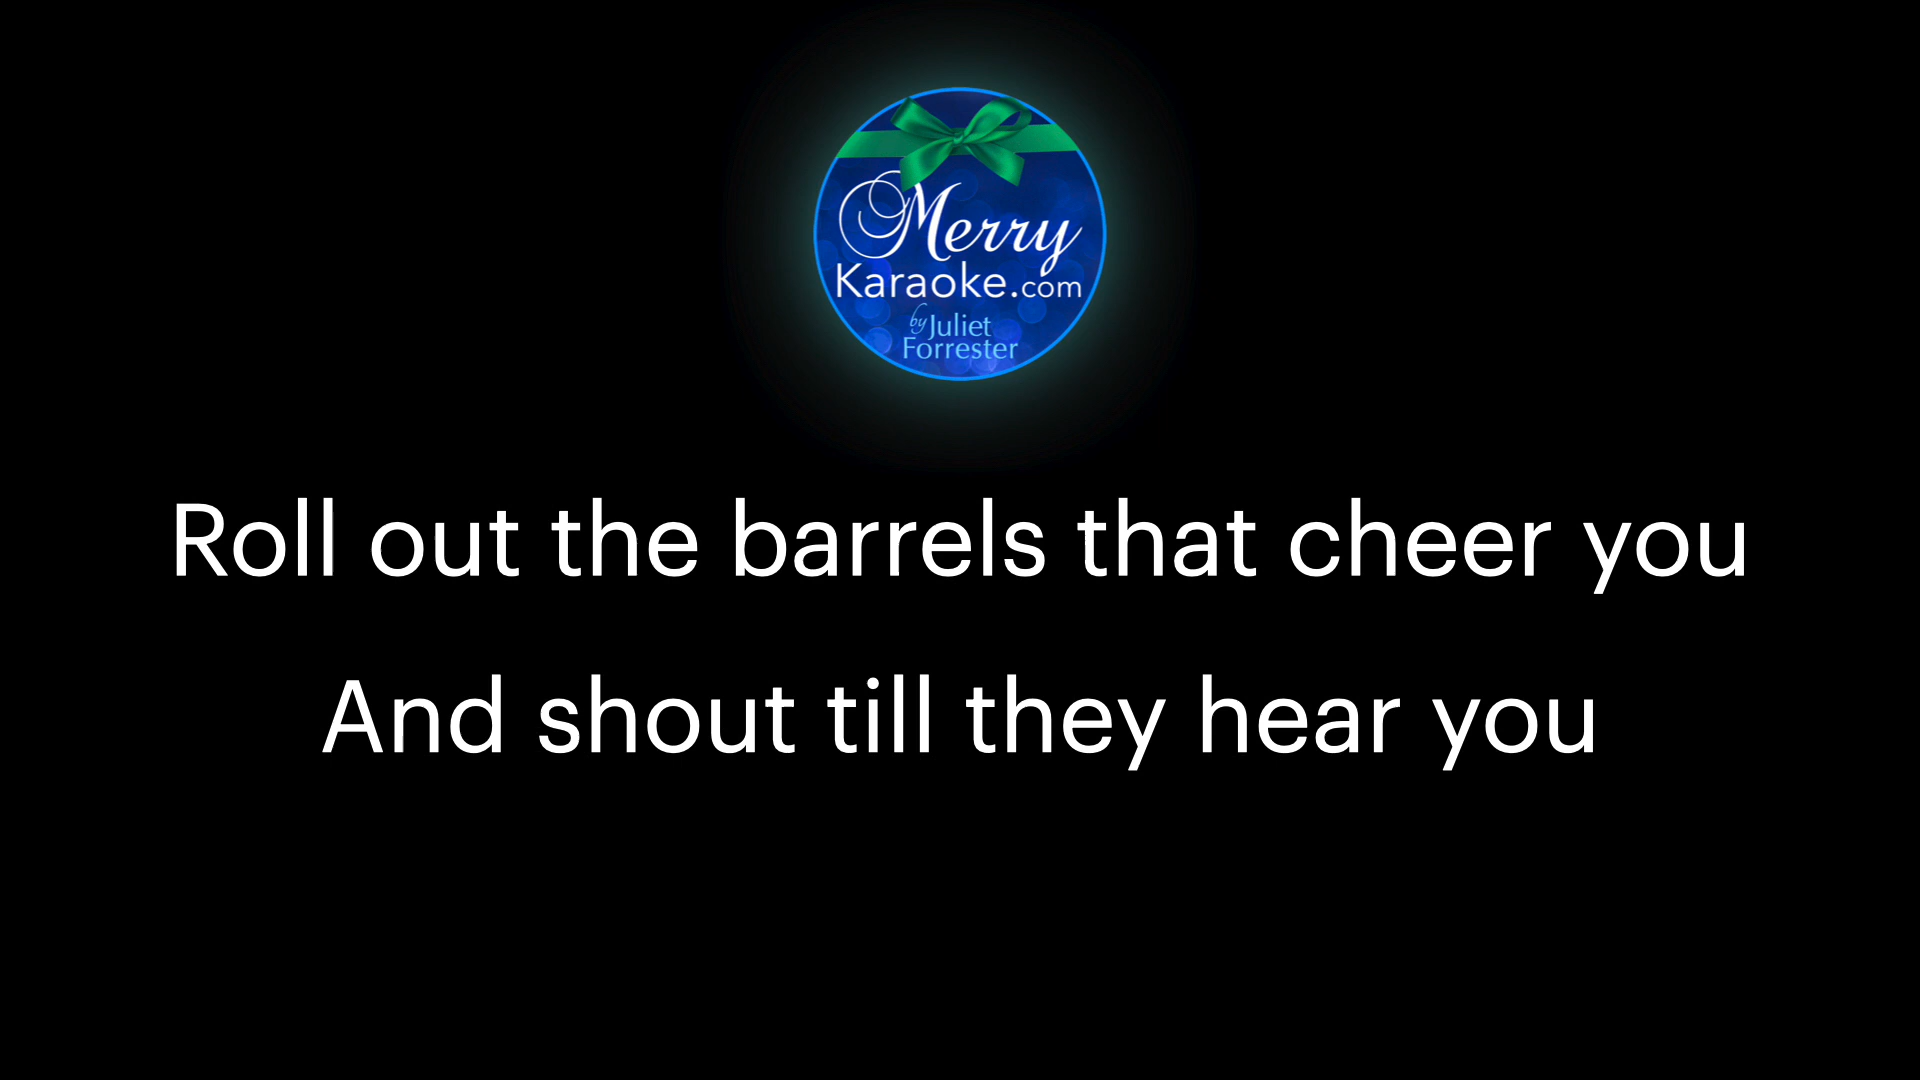 Merry
Karaoke.com
by Juliet
Forrester
Roll out the barrels that cheer you
And shout till they hear you